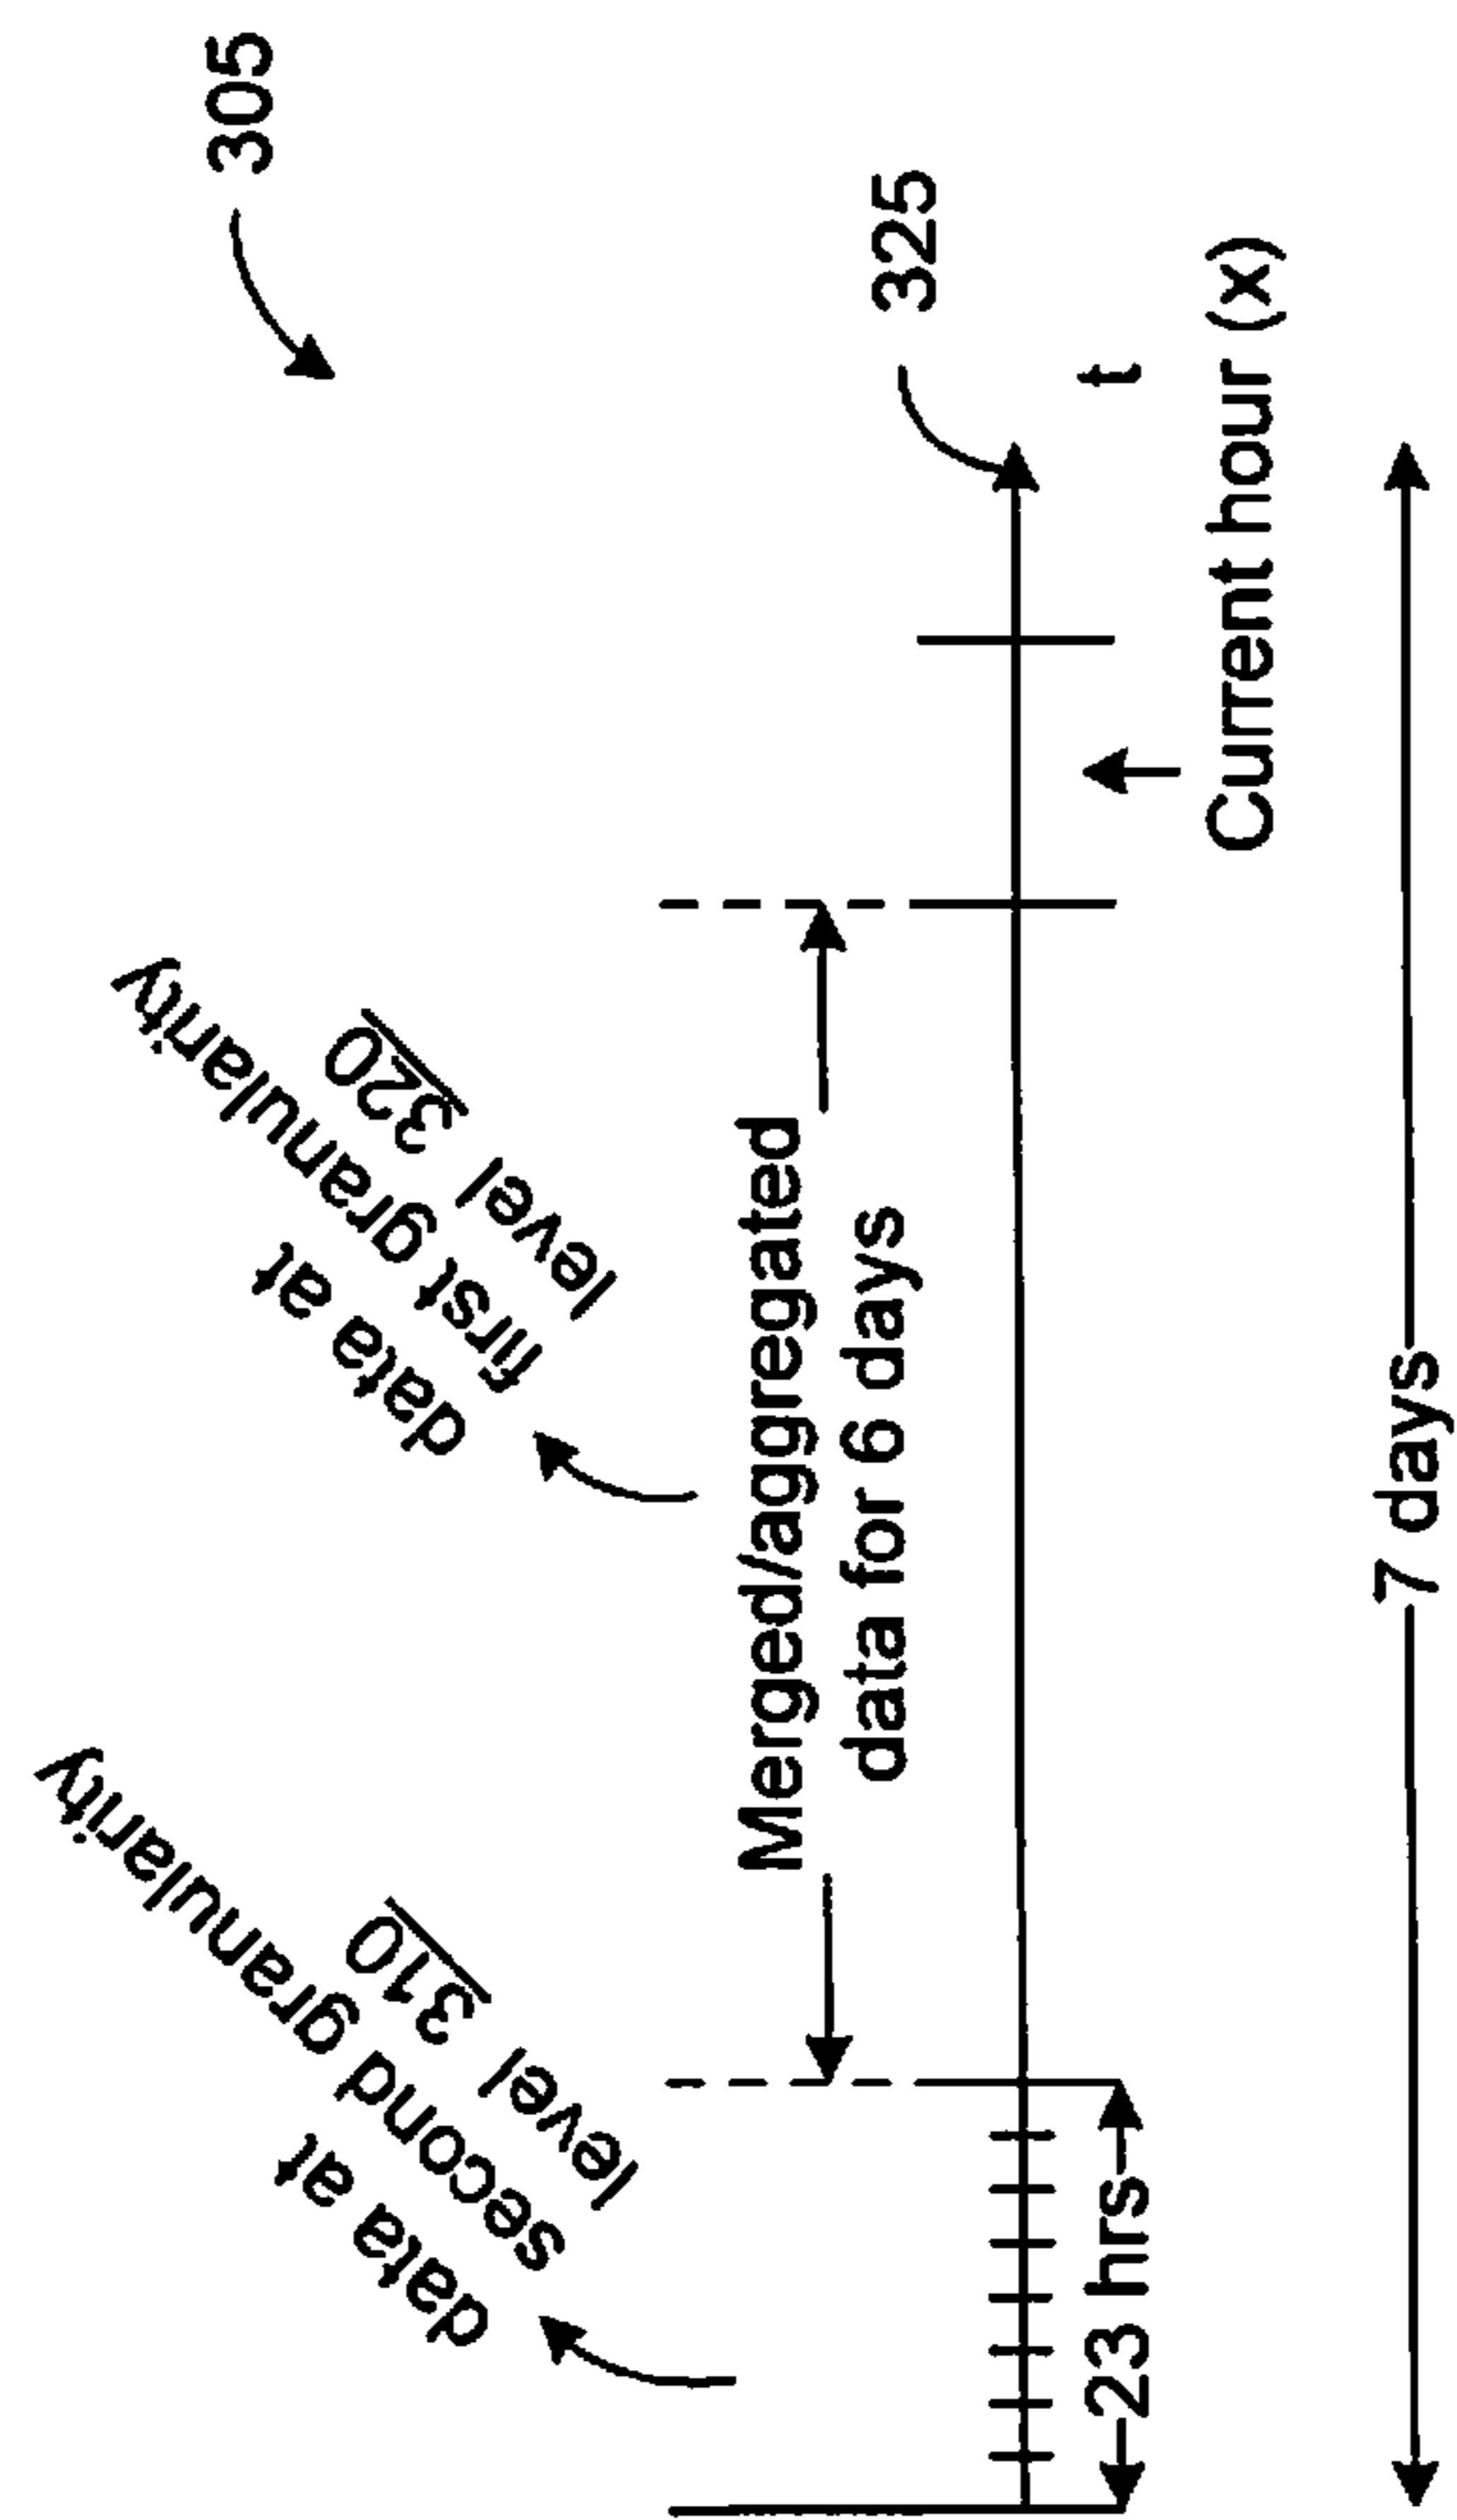 305
data at
second granularity
level 310
data at
first granularity
level 320
Merged/aggregated
data for 6 days
325
t
23 hrs
Current hour (x)
7 days